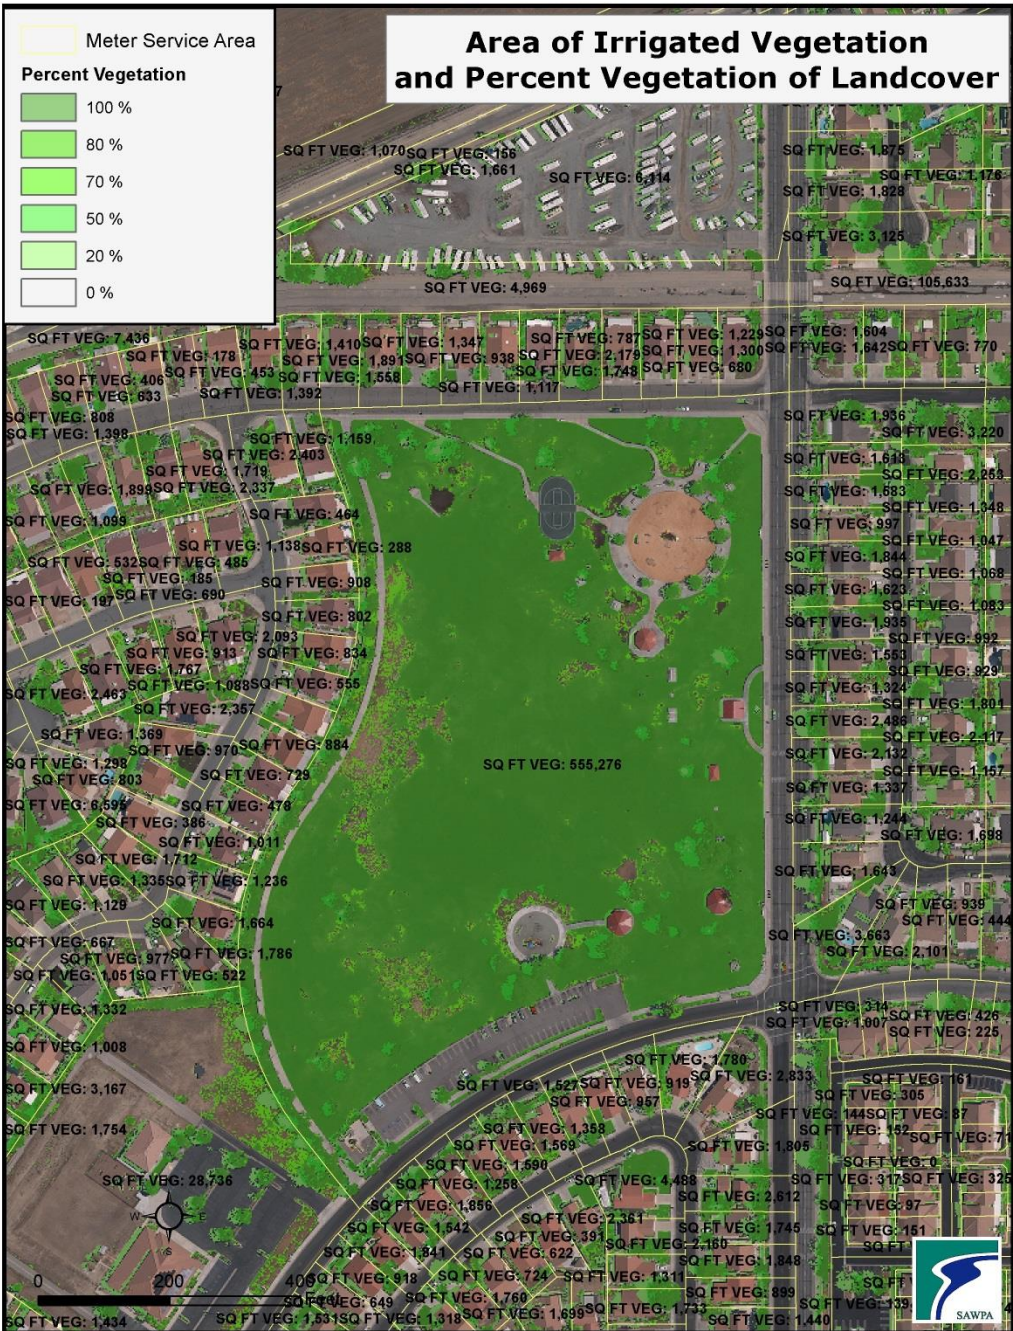 Meter Service Area
Percent Vegetation
100 %
80 %
70 %
50 %
20 %
0 %
Area of Irrigated Vegetation
and Percent Vegetation of Landcover
SQ FT VEG: 1,070
SQ FT VEG: 156
SQ FT VEG: 1,661
SQ FT VEG: 6,114
SQ FT VEG: 1,875
SQ FT VEG: 1,176
SQ FT VEG: 1,828
SQ FT VEG: 3,125
SQ FT VEG: 4,969
SQ FT VEG: 105,633
SQ FT VEG: 7,436
SQ FT VEG: 178
SQ FT VEG: 453
SQ FT VEG: 406
SQ FT VEG: 633
SQ FT VEG: 808
SQ FT VEG: 1,398
SQ FT VEG: 1,410
SQ FT VEG: 1,347
SQ FT VEG: 1,891
SQ FT VEG: 938
SQ FT VEG: 1,558
SQ FT VEG: 1,392
SQ FT VEG: 787
SQ FT VEG: 2,179
SQ FT VEG: 1,748
SQ FT VEG: 1,117
SQ FT VEG: 1,229
SQ FT VEG: 1,300
SQ FT VEG: 680
SQ FT VEG: 1,604
SQ FT VEG: 1,642
SQ FT VEG: 770
SQ FT VEG: 1,159
SQ FT VEG: 2,403
SQ FT VEG: 1,719
SQ FT VEG: 1,899
SQ FT VEG: 2,337
SQ FT VEG: 1,099
SQ FT VEG: 464
SQ FT VEG: 1,138
SQ FT VEG: 288
SQ FT VEG: 532
SQ FT VEG: 485
SQ FT VEG: 185
SQ FT VEG: 690
SQ FT VEG: 197
SQ FT VEG: 908
SQ FT VEG: 802
SQ FT VEG: 2,093
SQ FT VEG: 913
SQ FT VEG: 834
SQ FT VEG: 1,767
SQ FT VEG: 1,088
SQ FT VEG: 555
SQ FT VEG: 2,463
SQ FT VEG: 2,357
SQ FT VEG: 1,369
SQ FT VEG: 970
SQ FT VEG: 884
SQ FT VEG: 1,298
SQ FT VEG: 803
SQ FT VEG: 729
SQ FT VEG: 6,595
SQ FT VEG: 478
SQ FT VEG: 386
SQ FT VEG: 1,011
SQ FT VEG: 1,712
SQ FT VEG: 1,335
SQ FT VEG: 1,236
SQ FT VEG: 1,129
SQ FT VEG: 1,664
SQ FT VEG: 667
SQ FT VEG: 977
SQ FT VEG: 1,786
SQ FT VEG: 1,051
SQ FT VEG: 522
SQ FT VEG: 1,332
SQ FT VEG: 1,008
SQ FT VEG: 3,167
SQ FT VEG: 1,754
SQ FT VEG: 28,736
SQ FT VEG: 555,276
SQ FT VEG: 1,936
SQ FT VEG: 3,220
SQ FT VEG: 1,613
SQ FT VEG: 2,253
SQ FT VEG: 1,583
SQ FT VEG: 1,348
SQ FT VEG: 997
SQ FT VEG: 1,047
SQ FT VEG: 1,844
SQ FT VEG: 1,068
SQ FT VEG: 1,623
SQ FT VEG: 1,083
SQ FT VEG: 1,935
SQ FT VEG: 992
SQ FT VEG: 1,553
SQ FT VEG: 929
SQ FT VEG: 1,324
SQ FT VEG: 1,801
SQ FT VEG: 2,486
SQ FT VEG: 2,117
SQ FT VEG: 2,132
SQ FT VEG: 1,157
SQ FT VEG: 1,337
SQ FT VEG: 1,244
SQ FT VEG: 1,698
SQ FT VEG: 1,643
SQ FT VEG: 939
SQ FT VEG: 444
SQ FT VEG: 3,663
SQ FT VEG: 2,101
SQ FT VEG: 314
SQ FT VEG: 1,007
SQ FT VEG: 426
SQ FT VEG: 225
SQ FT VEG: 1,780
SQ FT VEG: 2,833
SQ FT VEG: 1,527
SQ FT VEG: 919
SQ FT VEG: 957
SQ FT VEG: 161
SQ FT VEG: 305
SQ FT VEG: 144
SQ FT VEG: 87
SQ FT VEG: 152
SQ FT VEG: 71
SQ FT VEG: 1,358
SQ FT VEG: 1,569
SQ FT VEG: 1,805
SQ FT VEG: 1,590
SQ FT VEG: 0
SQ FT VEG: 1,258
SQ FT VEG: 4,488
SQ FT VEG: 317
SQ FT VEG: 325
SQ FT VEG: 1,856
SQ FT VEG: 2,612
SQ FT VEG: 97
SQ FT VEG: 1,542
SQ FT VEG: 2,361
SQ FT VEG: 391
SQ FT VEG: 1,745
SQ FT VEG: 151
SQ FT VEG: 1,841
SQ FT VEG: 622
SQ FT VEG: 2,160
SQ FT VEG: 1,848
SQ FT VEG: 918
SQ FT VEG: 724
SQ FT VEG: 1,311
SQ FT VEG: 649
SQ FT VEG: 1,760
SQ FT VEG: 899
SQ FT VEG: 139
SQ FT VEG: 1,434
SQ FT VEG: 1,531
SQ FT VEG: 1,318
SQ FT VEG: 1,699
SQ FT VEG: 1,733
SQ FT VEG: 1,440
W E
S
0 200 400
SAWPA